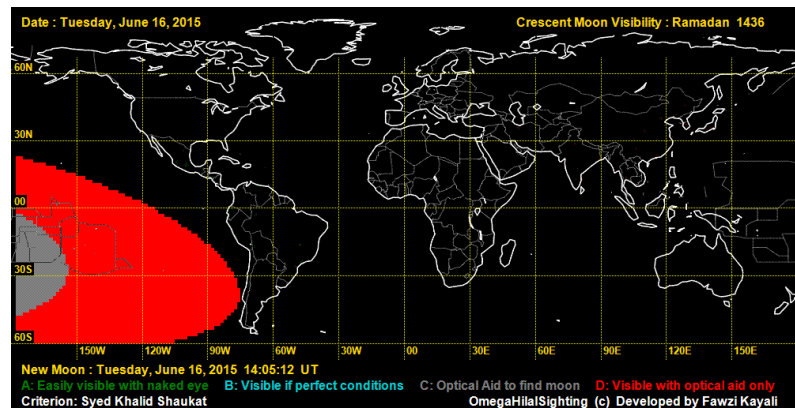 Date : Tuesday, June 16, 2015 Crescent Moon Visibility : Ramadan 1436
60N
30N
00
30S
60S
150W 120W 90W 60W 30W 00 30E 60E 90E 120E 150E
New Moon : Tuesday, June 16, 2015 14:05:12 UT
A: Easily visible with naked eye B: Visible if perfect conditions C: Optical Aid to find moon D: Visible with optical aid only
Criterion: Syed Khalid Shaukat OmegaHilalSighting (c) Developed by Fawzi Kayali